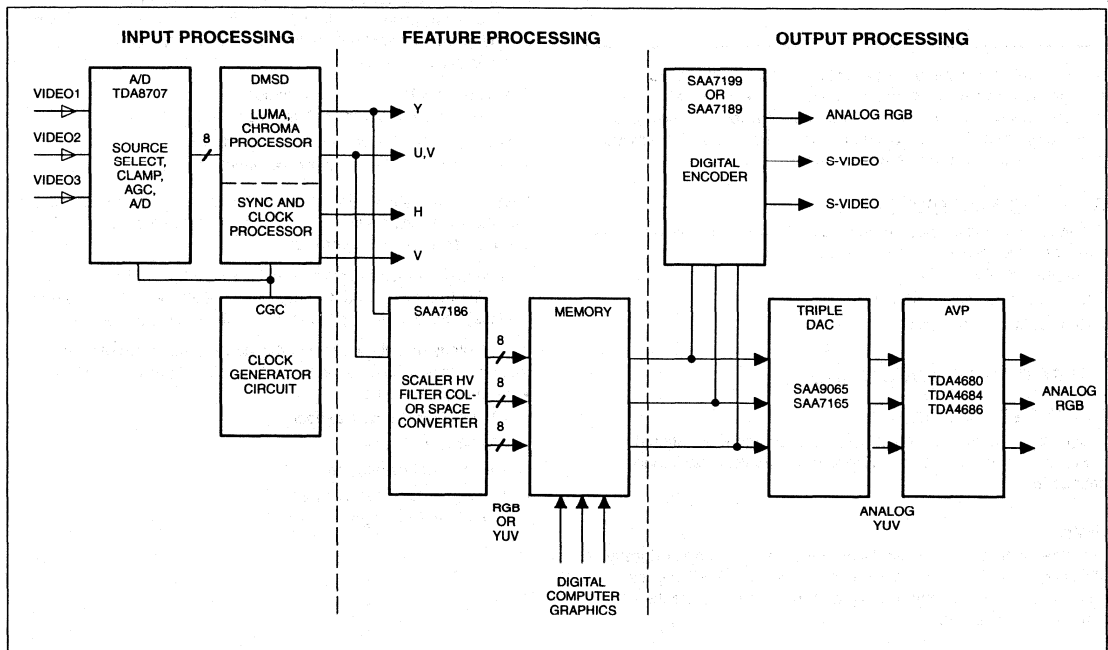 INPUT PROCESSING
FEATURE PROCESSING
OUTPUT PROCESSING
VIDEO1
VIDEO2
VIDEO3
A/D
TDA8707
SOURCE
SELECT,
CLAMP,
AGC,
A/D
8
DMSD
LUMA,
CHROMA
PROCESSOR
SYNC AND
CLOCK
PROCESSOR
CGC
CLOCK
GENERATOR
CIRCUIT
Y
U,V
H
V
SAA7186
SCALER HV
FILTER COL-
OR SPACE
CONVERTER
8
8
8
RGB
OR
YUV
MEMORY
DIGITAL
COMPUTER
GRAPHICS
SAA7199
OR
SAA7189
DIGITAL
ENCODER
ANALOG RGB
S-VIDEO
S-VIDEO
TRIPLE
DAC
SAA9065
SAA7165
ANALOG
YUV
AVP
TDA4680
TDA4684
TDA4686
ANALOG
RGB